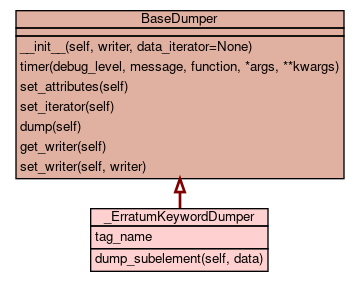 BaseDumper
__init__(self, writer, data_iterator=None)
timer(debug_level, message, function, *args, **kwargs)
set_attributes(self)
set_iterator(self)
dump(self)
get_writer(self)
set_writer(self, writer)
_ErratumKeywordDumper
tag_name
dump_subelement(self, data)